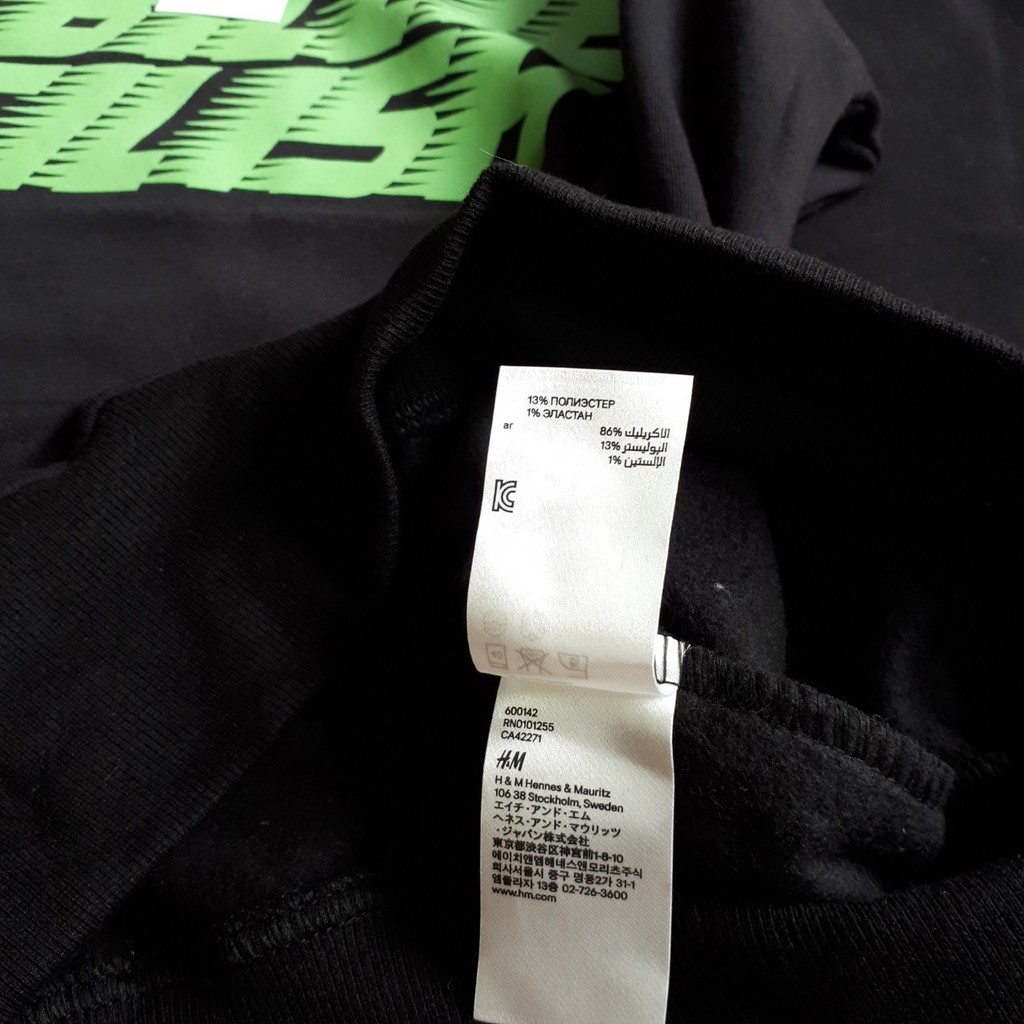 13% ПОЛИЭСТЕР
1% ЭЛАСТАН
ar
الاكريليك 86%
البوليستر 13%
الإلستين 1%
600142
RN0101255
CA42271
H&M
H & M Hennes & Mauritz
106 38 Stockholm, Sweden
エイチ・アンド・エム
ヘネス・アンド・マウリッツ
・ジャパン株式会社
東京都渋谷区神宮前1-8-10
에이치앤엠헤네스앤모리츠주식
회사서울시 중구 명동2가 31-1
엠플라자 13층 02-726-3600
www.hm.com